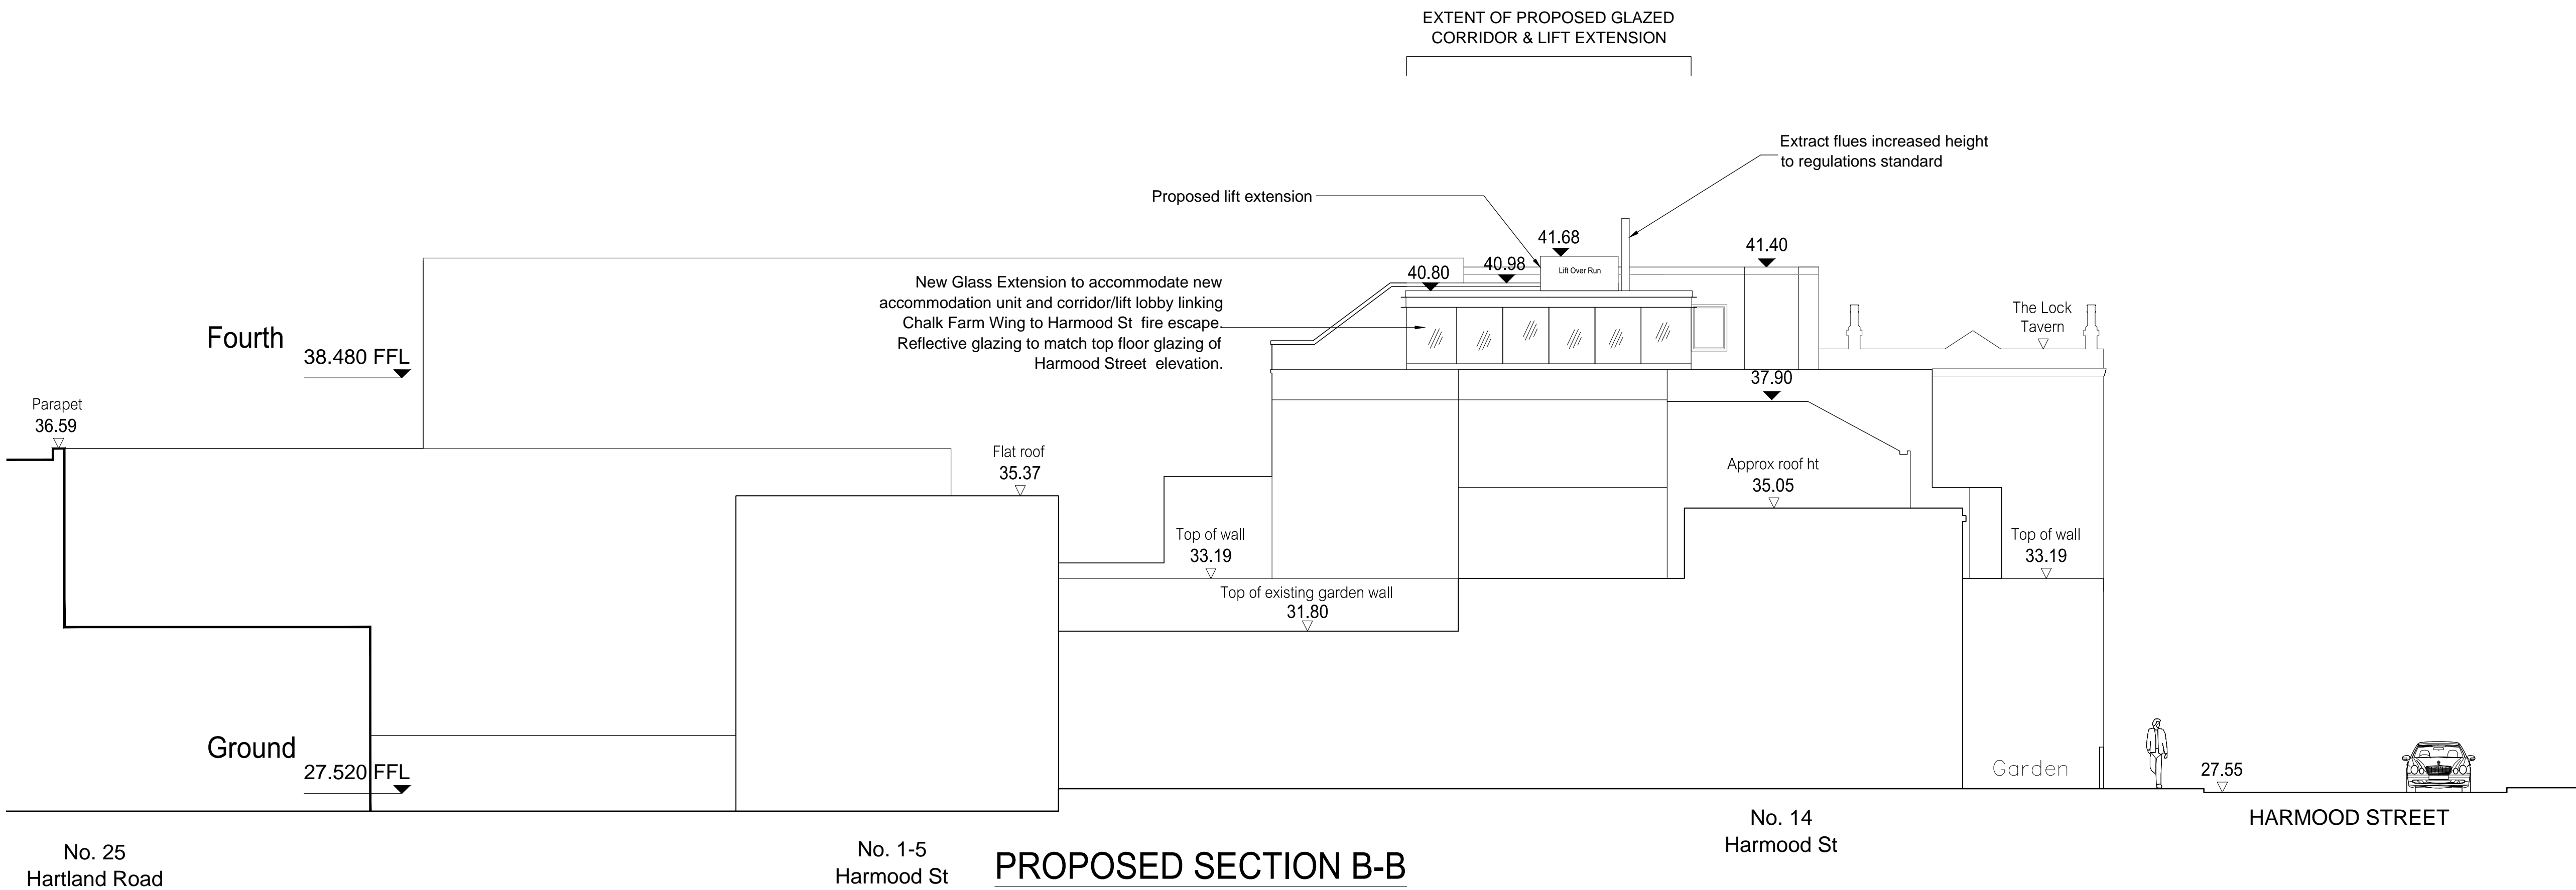 EXTENT OF PROPOSED GLAZED
CORRIDOR & LIFT EXTENSION
Extract flues increased height
to regulations standard
Proposed lift extension
41.68
41.40
40.98
40.80
Lift Over Run
New Glass Extension to accommodate new
accommodation unit and corridor/lift lobby linking
Chalk Farm Wing to Harmood St fire escape.
Reflective glazing to match top floor glazing of
Harmood Street elevation.
The Lock
Tavern
Fourth
38.480 FFL
37.90
Parapet
36.59
Flat roof
35.37
Approx roof ht
35.05
Top of wall
33.19
Top of wall
33.19
Top of existing garden wall
31.80
Ground
27.520 FFL
Garden
27.55
HARMOOD STREET
No. 14
Harmood St
No. 25
Hartland Road
No. 1-5
Harmood St
PROPOSED SECTION B-B